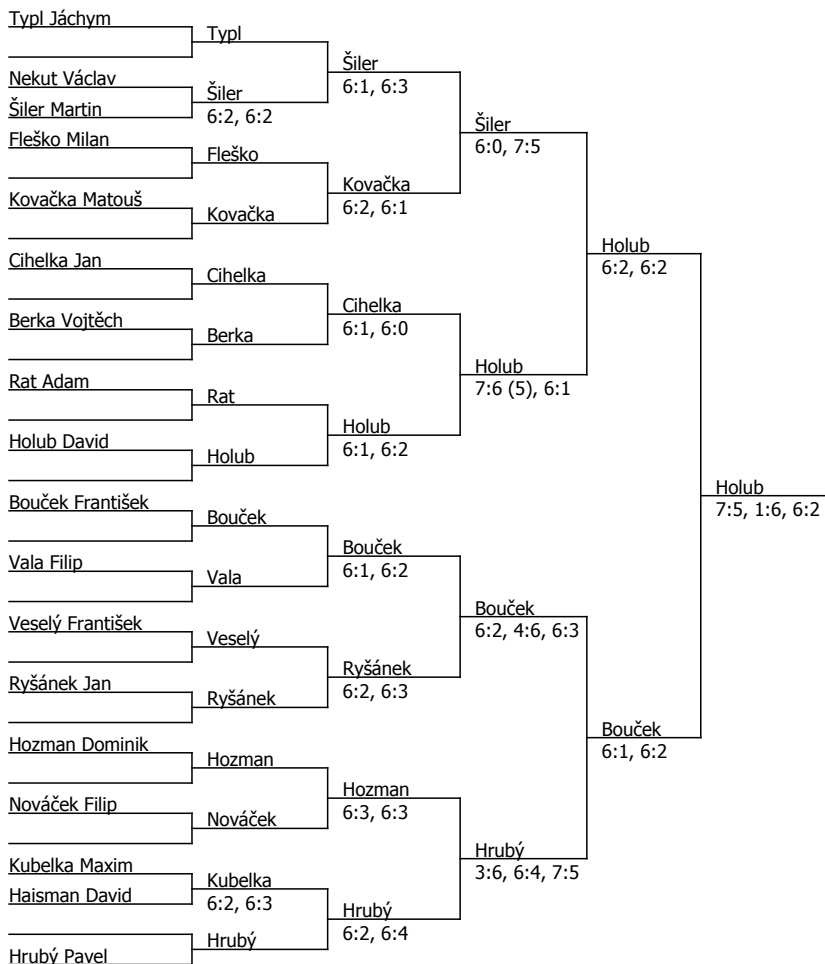 Typl Jáchym
Typl
Šiler
6:1, 6:3
Nekut Václav
Šiler
6:2, 6:2
Šiler Martin
Šiler
6:0, 7:5
Fleško Milan
Fleško
Kovačka
6:2, 6:1
Kovačka Matouš
Kovačka
Holub
6:2, 6:2
Cihelka Jan
Cihelka
Cihelka
6:1, 6:0
Berka Vojtěch
Berka
Holub
7:6 (5), 6:1
Rat Adam
Rat
Holub
6:1, 6:2
Holub David
Holub
Holub
7:5, 1:6, 6:2
Bouček František
Bouček
Bouček
6:1, 6:2
Vala Filip
Vala
Bouček
6:2, 4:6, 6:3
Veselý František
Veselý
Ryšánek
6:2, 6:3
Ryšánek Jan
Ryšánek
Bouček
6:1, 6:2
Hozman Dominik
Hozman
Hozman
6:3, 6:3
Nováček Filip
Nováček
Hrubý
3:6, 6:4, 7:5
Kubelka Maxim
Kubelka
6:2, 6:3
Haisman David
Hrubý
6:2, 6:4
Hrubý
Hrubý Pavel